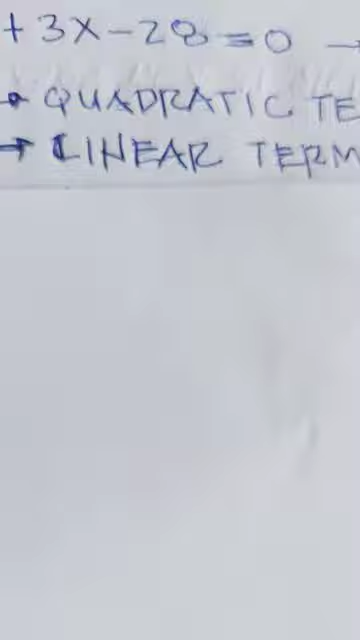 + 3x - 28 = 0 →
→ QUADRATIC TE
→ LINEAR TERM